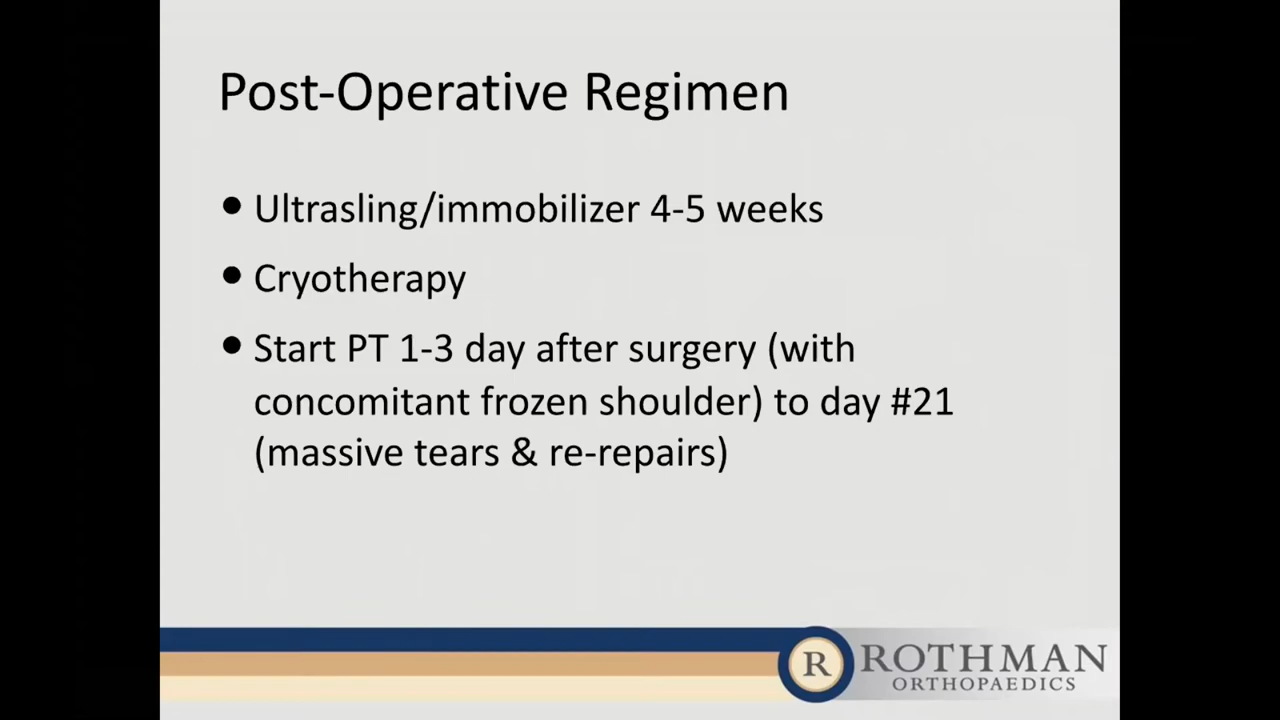 Post-Operative Regimen
• Ultrasling/immobilizer 4-5 weeks
• Cryotherapy
• Start PT 1-3 day after surgery (with
concomitant frozen shoulder) to day #21
(massive tears & re-repairs)
R ROTHMAN
ORTHOPAEDICS